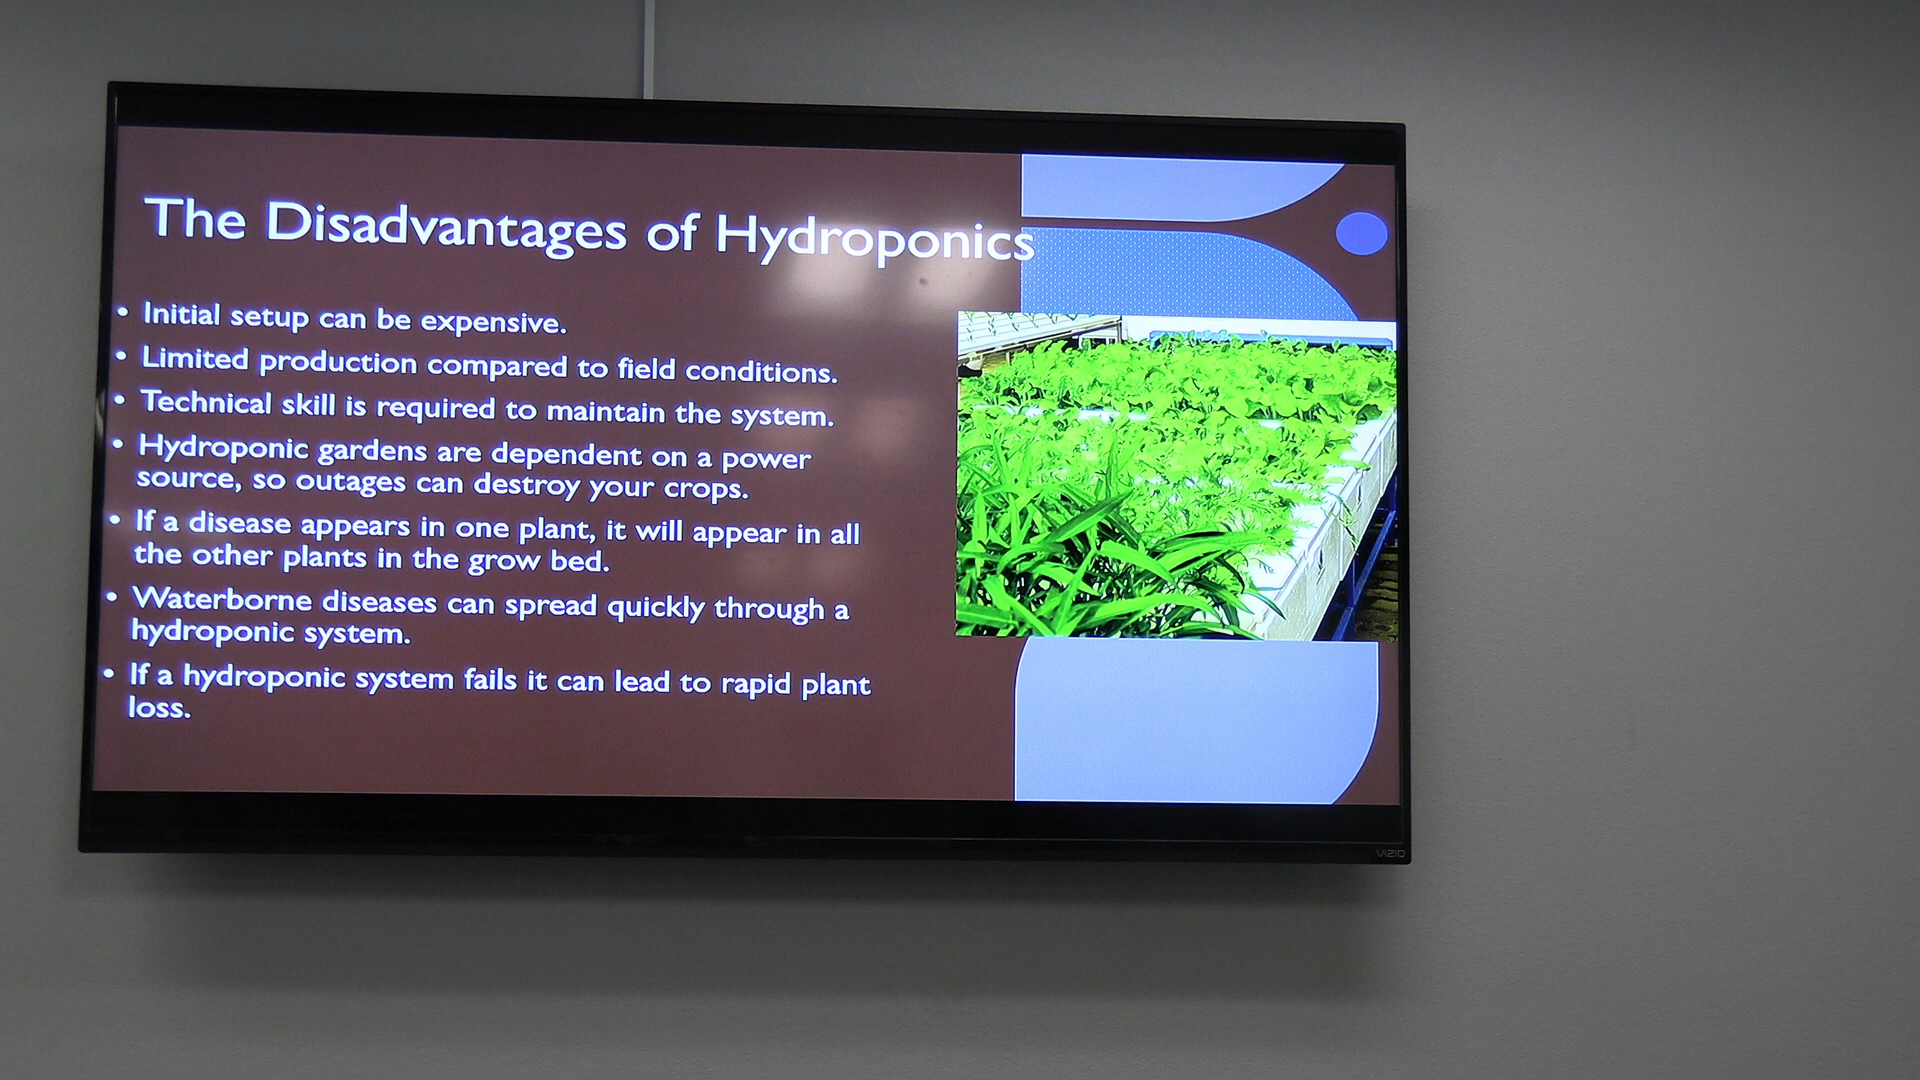 The Disadvantages of Hydroponics
• Initial setup can be expensive.
• Limited production compared to field conditions.
• Technical skill is required to maintain the system.
• Hydroponic gardens are dependent on a power
source, so outages can destroy your crops.
• If a disease appears in one plant, it will appear in all
the other plants in the grow bed.
• Waterborne diseases can spread quickly through a
hydroponic system.
• If a hydroponic system fails it can lead to rapid plant
loss.
VIZIO